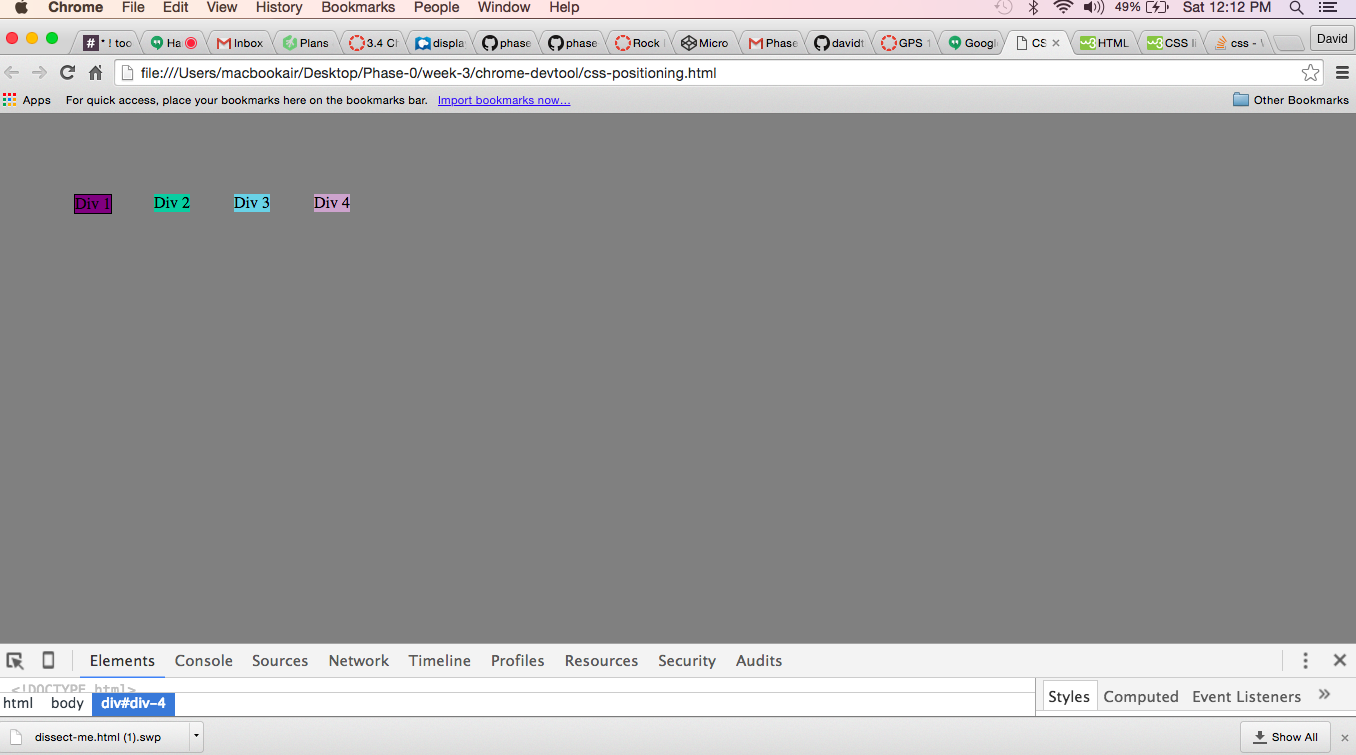 Chrome File Edit View History Bookmarks People Window Help 49% Sat 12:12 PM
# * ! too Ha Inbox Plans 3.4 Ch displa phase phase Rock Micro Phase davidt GPS 1 Googl CS × w3 HTML w3 CSS li css - David
file:///Users/macbookair/Desktop/Phase-0/week-3/chrome-devtool/css-positioning.html
Apps For quick access, place your bookmarks here on the bookmarks bar. Import bookmarks now... Other Bookmarks
Div 1 Div 2 Div 3 Div 4
Elements Console Sources Network Timeline Profiles Resources Security Audits
<!DOCTYPE html>
html body div#div-4 Styles Computed Event Listeners »
dissect-me.html (1).swp Show All